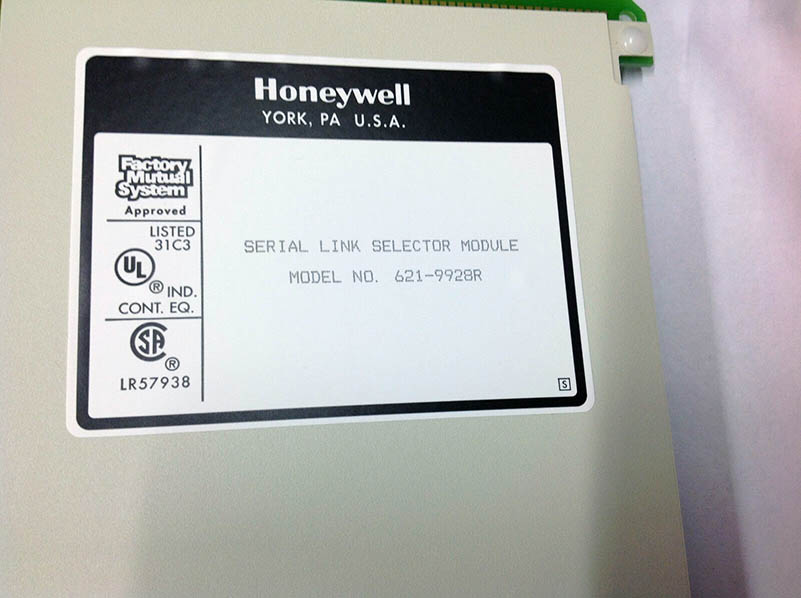 Honeywell
YORK, PA U.S.A.
Factory
Mutual
System
Approved
LISTED
31C3
UL
® IND.
CONT. EQ.
SA
®
LR57938
SERIAL LINK SELECTOR MODULE
MODEL NO. 621-9928R
S